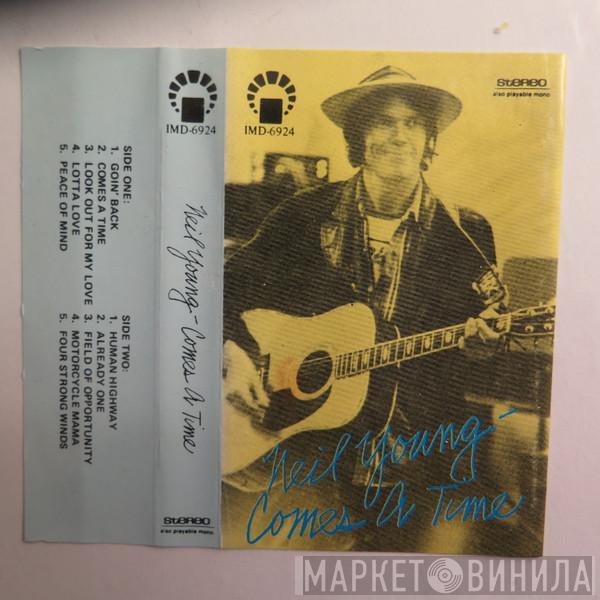 SIDE ONE:
1. GOIN' BACK
2. COMES A TIME
3. LOOK OUT FOR MY LOVE
4. LOTTA LOVE
5. PEACE OF MIND
SIDE TWO:
1. HUMAN HIGHWAY
2. ALREADY ONE
3. FIELD OF OPPORTUNITY
4. MOTORCYCLE MAMA
5. FOUR STRONG WINDS
IMD-6924
Neil Young - Comes A Time
STEREO
also playable mono
IMD-6924
STEREO
also playable mono
Neil Young -
Comes A Time
МАРКЕТ ВИНИЛА